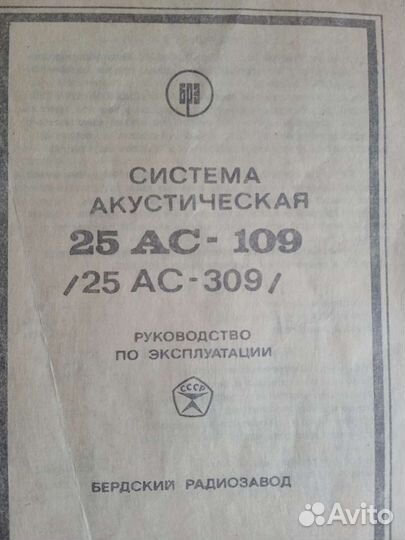 БРЗ
СИСТЕМА
АКУСТИЧЕСКАЯ
25 АС - 109
/25 АС-309/
РУКОВОДСТВО
ПО ЭКСПЛУАТАЦИИ
СССР
БЕРДСКИЙ РАДИОЗАВОД
Avito